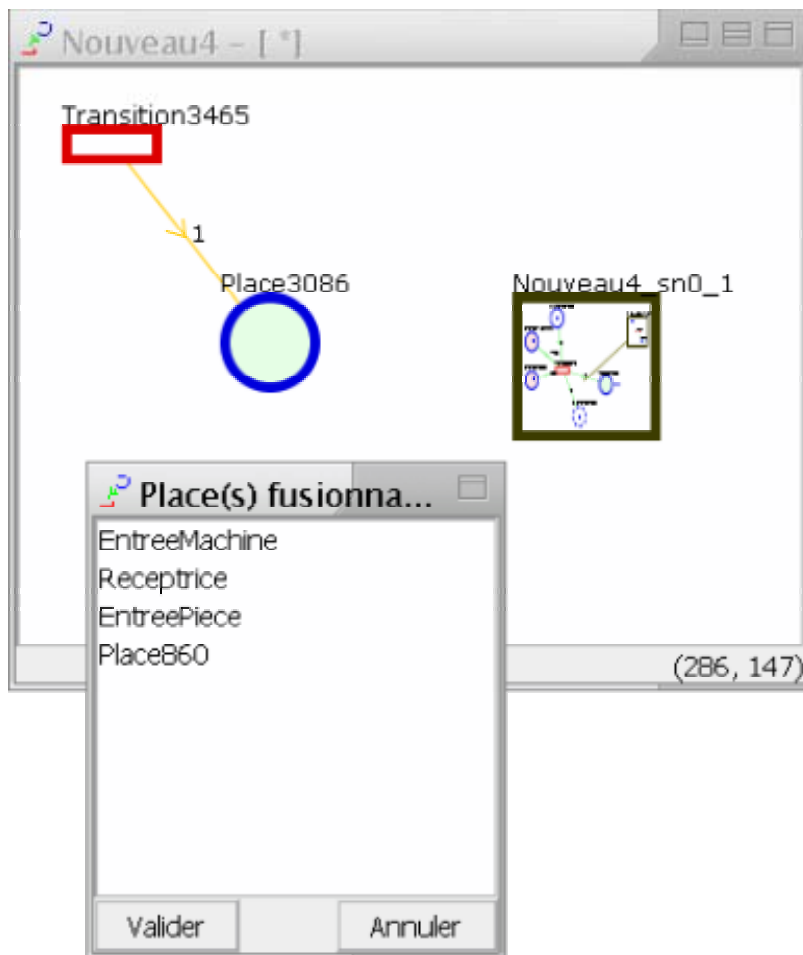 Nouveau4 – [ *]
Transition3465
1
Place3086
Nouveau4_sn0_1
Place(s) fusionna...
EntreeMachine
Receptrice
EntreePiece
Place860
(286, 147)
Valider
Annuler